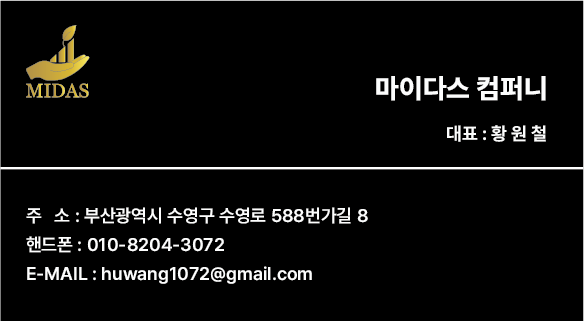 MIDAS
마이다스 컴퍼니
대표 : 황 원 철
주 소 : 부산광역시 수영구 수영로 588번가길 8
핸드폰 : 010-8204-3072
E-MAIL : huwang1072@gmail.com